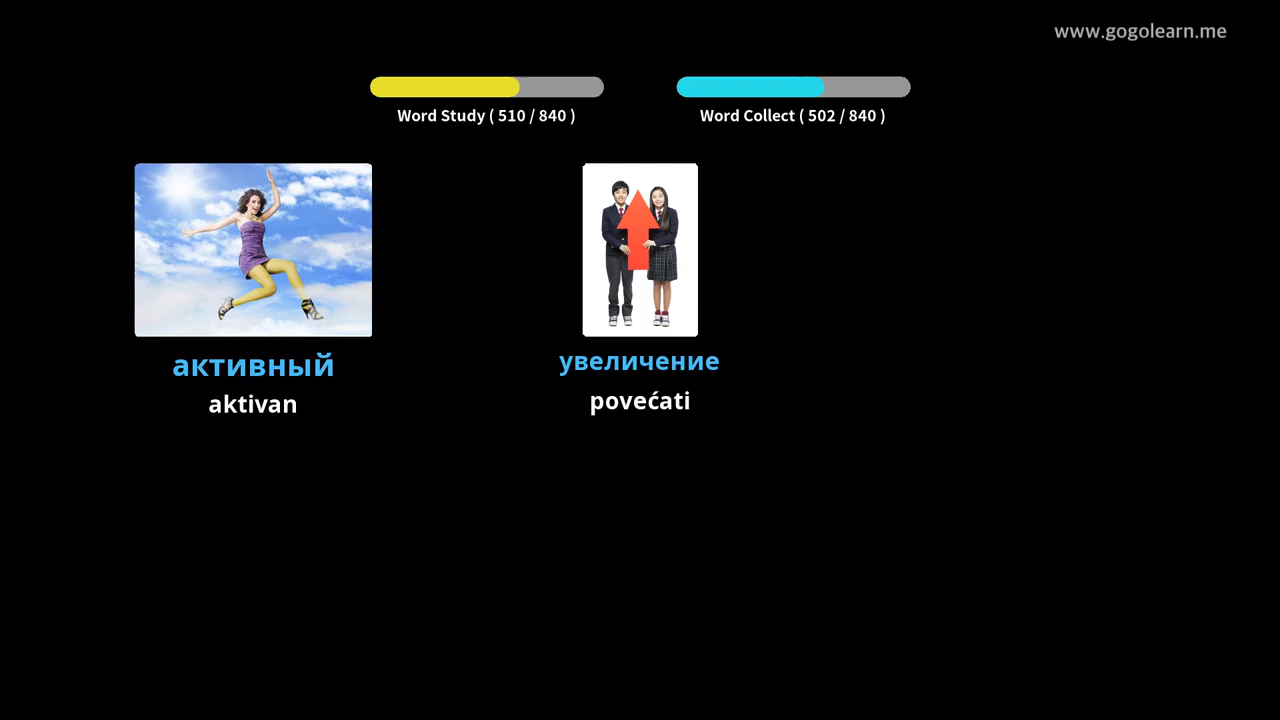 www.gogolearn.me
Word Study ( 510 / 840 )
Word Collect ( 502 / 840 )
активный
aktivan
увеличение
povećati